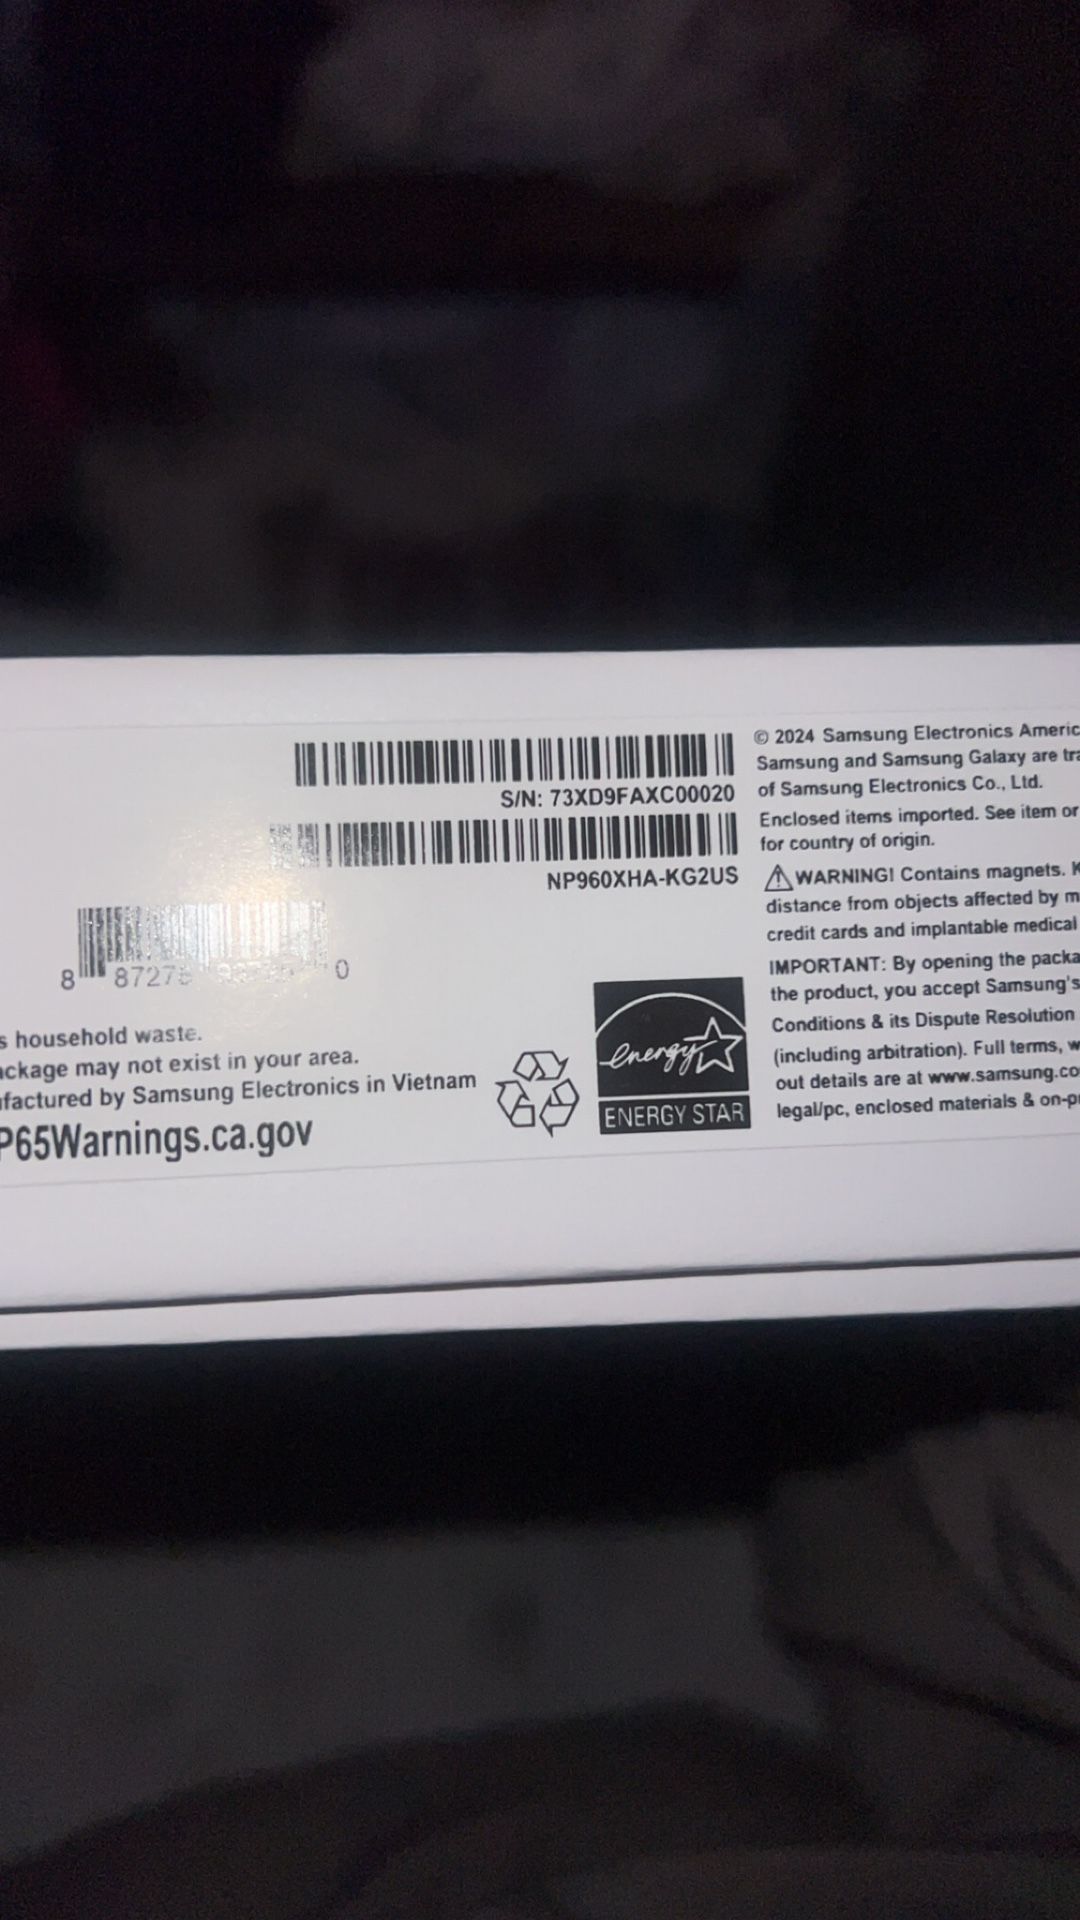 S/N: 73XD9FAXC00020
NP960XHA-KG2US
8 8727 0
s household waste.
ackage may not exist in your area.
factured by Samsung Electronics in Vietnam
P65Warnings.ca.gov
energy
ENERGY STAR
© 2024 Samsung Electronics Americ
Samsung and Samsung Galaxy are tra
of Samsung Electronics Co., Ltd.
Enclosed items imported. See item or
for country of origin.
WARNING! Contains magnets. K
distance from objects affected by m
credit cards and implantable medical
IMPORTANT: By opening the packa
the product, you accept Samsung's
Conditions & its Dispute Resolution
(including arbitration). Full terms, w
out details are at www.samsung.co
legal/pc, enclosed materials & on-p